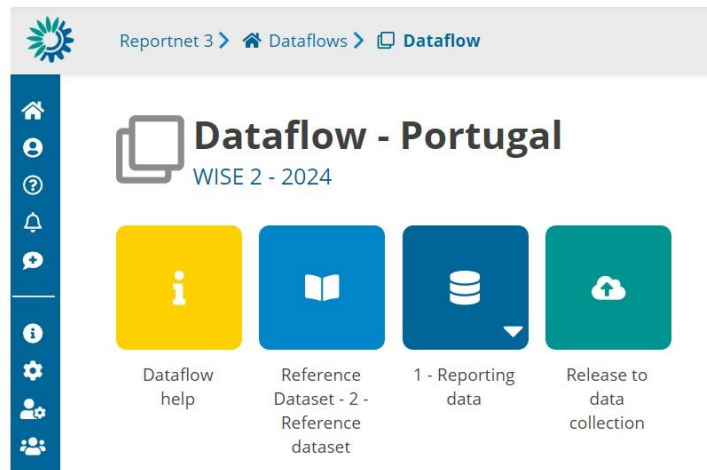 Reportnet 3 > Dataflows > Dataflow
Dataflow - Portugal
WISE 2 - 2024
Dataflow
help
Reference
Dataset - 2 -
Reference
dataset
1 - Reporting
data
Release to
data
collection